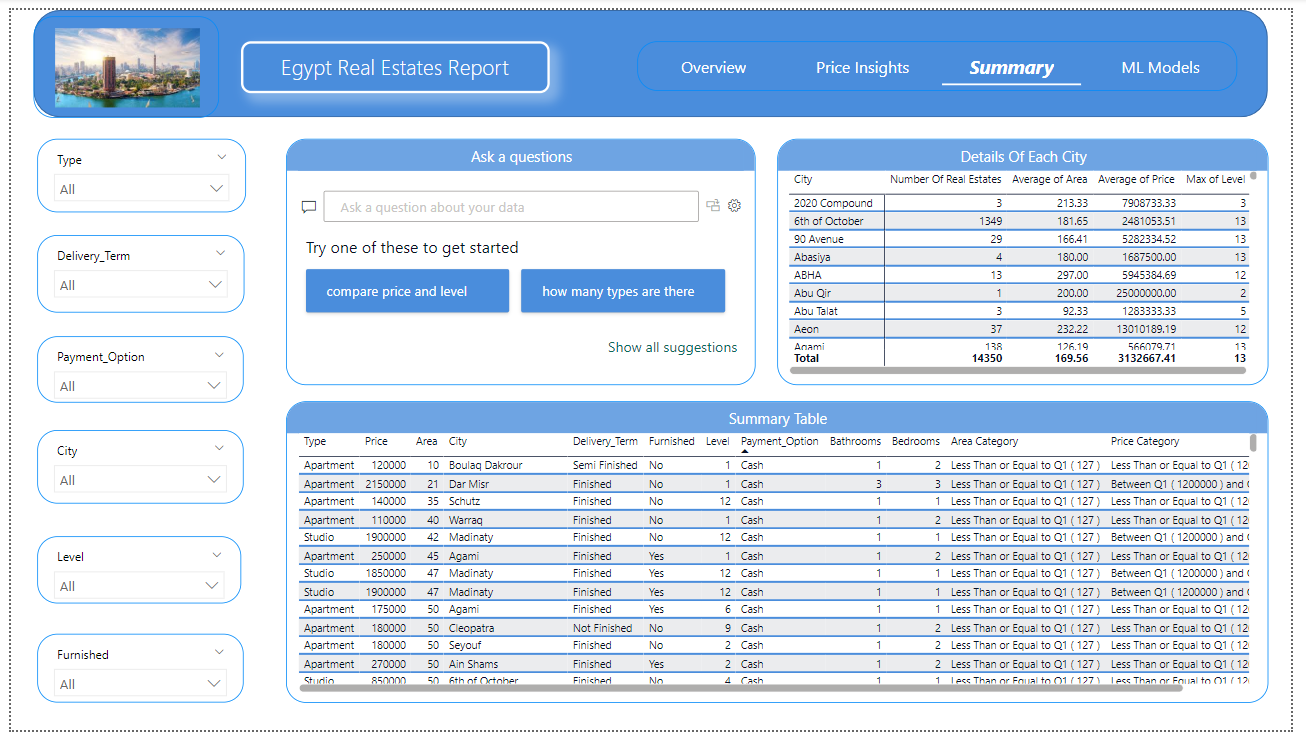 Egypt Real Estates Report
Overview Price Insights Summary ML Models
Type
All
Delivery_Term
All
Payment_Option
All
City
All
Level
All
Furnished
All
Ask a questions
Ask a question about your data
Try one of these to get started
compare price and level how many types are there
Show all suggestions
Details Of Each City
City Number Of Real Estates Average of Area Average of Price Max of Level
2020 Compound 3 213.33 7908733.33 3
6th of October 1349 181.65 2481053.51 13
90 Avenue 29 166.41 5282334.52 13
Abasiya 4 180.00 1687500.00 13
ABHA 13 297.00 5945384.69 12
Abu Qir 1 200.00 25000000.00 2
Abu Talat 3 92.33 1283333.33 5
Aeon 37 232.22 13010189.19 12
Agami 138 126.19 566079.71 13
Total 14350 169.56 3132667.41 13
Summary Table
Type Price Area City Delivery_Term Furnished Level Payment_Option Bathrooms Bedrooms Area Category Price Category
Apartment 120000 10 Boulaq Dakrour Semi Finished No 1 Cash 1 2 Less Than or Equal to Q1 ( 127 ) Less Than or Equal to Q1 ( 120
Apartment 2150000 21 Dar Misr Finished No 1 Cash 3 3 Less Than or Equal to Q1 ( 127 ) Between Q1 ( 1200000 ) and
Apartment 140000 35 Schutz Finished No 12 Cash 1 1 Less Than or Equal to Q1 ( 127 ) Less Than or Equal to Q1 ( 120
Apartment 110000 40 Warraq Finished No 1 Cash 1 2 Less Than or Equal to Q1 ( 127 ) Less Than or Equal to Q1 ( 120
Studio 1900000 42 Madinaty Finished No 12 Cash 1 1 Less Than or Equal to Q1 ( 127 ) Between Q1 ( 1200000 ) and
Apartment 250000 45 Agami Finished Yes 1 Cash 1 2 Less Than or Equal to Q1 ( 127 ) Less Than or Equal to Q1 ( 120
Studio 1850000 47 Madinaty Finished Yes 12 Cash 1 1 Less Than or Equal to Q1 ( 127 ) Between Q1 ( 1200000 ) and
Studio 1900000 47 Madinaty Finished Yes 12 Cash 1 1 Less Than or Equal to Q1 ( 127 ) Between Q1 ( 1200000 ) and
Apartment 175000 50 Agami Finished Yes 6 Cash 1 1 Less Than or Equal to Q1 ( 127 ) Less Than or Equal to Q1 ( 120
Apartment 180000 50 Cleopatra Not Finished No 9 Cash 1 2 Less Than or Equal to Q1 ( 127 ) Less Than or Equal to Q1 ( 120
Apartment 180000 50 Seyouf Finished No 2 Cash 1 2 Less Than or Equal to Q1 ( 127 ) Less Than or Equal to Q1 ( 120
Apartment 270000 50 Ain Shams Finished Yes 2 Cash 1 2 Less Than or Equal to Q1 ( 127 ) Less Than or Equal to Q1 ( 120
Studio 850000 50 6th of October Finished No 4 Cash 1 1 Less Than or Equal to Q1 ( 127 ) Less Than or Equal to Q1 ( 120